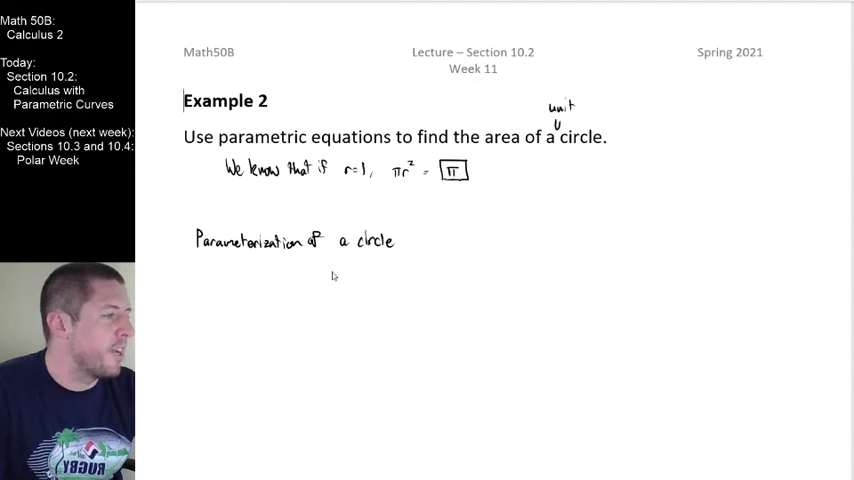 Math 50B:
Calculus 2
Today:
Section 10.2:
Calculus with
Parametric Curves
Next Videos (next week):
Sections 10.3 and 10.4:
Polar Week
Math50B
Lecture – Section 10.2
Spring 2021
Week 11
Example 2
unit
Use parametric equations to find the area of a circle.
We know that if r=1, πr² = π
Parameterization of a circle
RUGBY